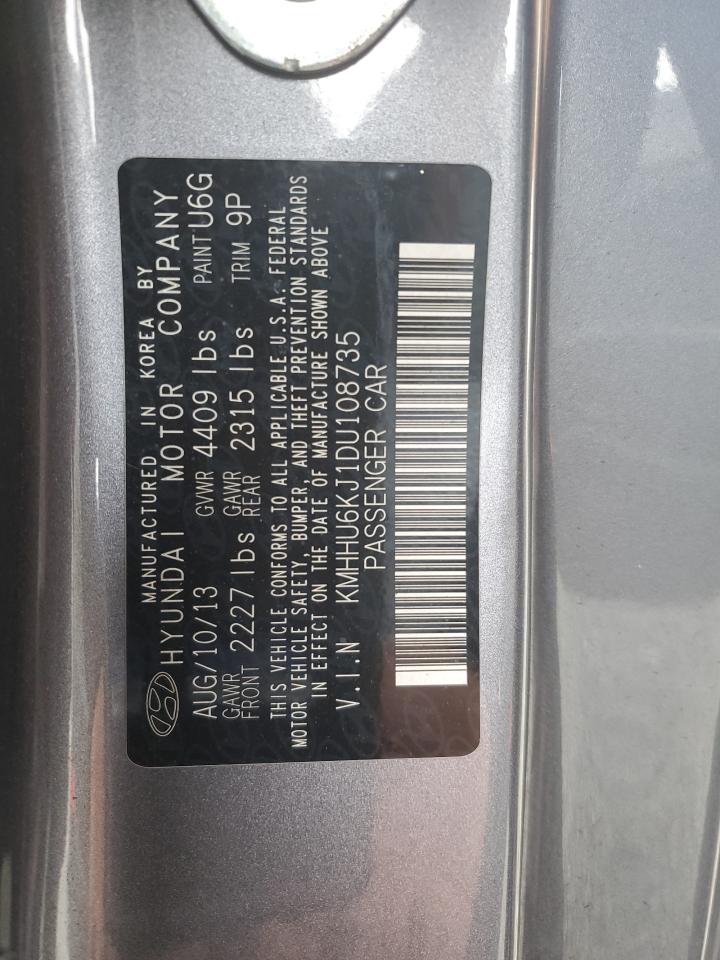 MANUFACTURED IN KOREA BY
HYUNDAI MOTOR COMPANY
AUG/10/13 GVWR 4409 lbs PAINT U6G
GAWR FRONT 2227 lbs GAWR REAR 2315 lbs TRIM 9P
THIS VEHICLE CONFORMS TO ALL APPLICABLE U.S.A. FEDERAL
MOTOR VEHICLE SAFETY, BUMPER, AND THEFT PREVENTION STANDARDS
IN EFFECT ON THE DATE OF MANUFACTURE SHOWN ABOVE
V.I.N KMHHU6KJ1DU108735
PASSENGER CAR